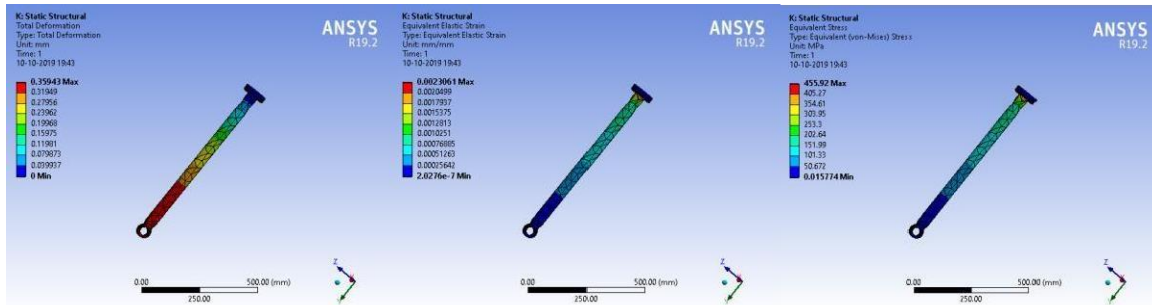 K: Static Structural
Total Deformation
Type: Total Deformation
Unit: mm
Time: 1
10-10-2019 19:43
0.35943 Max
0.31949
0.27956
0.23962
0.19968
0.15975
0.11981
0.079873
0.039937
0 Min
ANSYS
R19.2
0.00
500.00 (mm)
250.00
Z
Y
K: Static Structural
Equivalent Elastic Strain
Type: Equivalent Elastic Strain
Unit: mm/mm
Time: 1
10-10-2019 19:43
0.0023061 Max
0.0020499
0.0017937
0.0015375
0.0012813
0.0010251
0.00076885
0.00051263
0.00025642
2.0276e-7 Min
ANSYS
R19.2
0.00
500.00 (mm)
250.00
Z
Y
K: Static Structural
Equivalent Stress
Type: Equivalent (von-Mises) Stress
Unit: MPa
Time: 1
10-10-2019 19:43
455.92 Max
405.27
354.61
303.95
253.3
202.64
151.99
101.33
50.672
0.015774 Min
ANSYS
R19.2
0.00
500.00 (mm)
250.00
Z